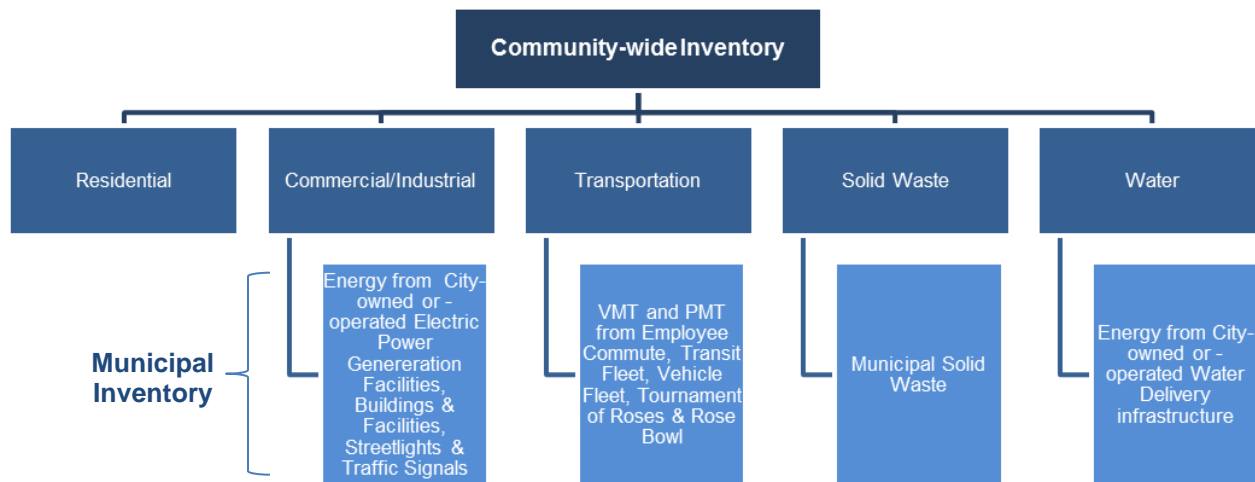 Community-wide Inventory
Residential
Commercial/Industrial
Transportation
Solid Waste
Water
Municipal
Inventory
Energy from City-
owned or -
operated Electric
Power
Genereration
Facilities,
Buildings &
Facilities,
Streetlights &
Traffic Signals
VMT and PMT
from Employee
Commute, Transit
Fleet, Vehicle
Fleet, Tournament
of Roses & Rose
Bowl
Municipal Solid
Waste
Energy from City-
owned or -
operated Water
Delivery
infrastructure